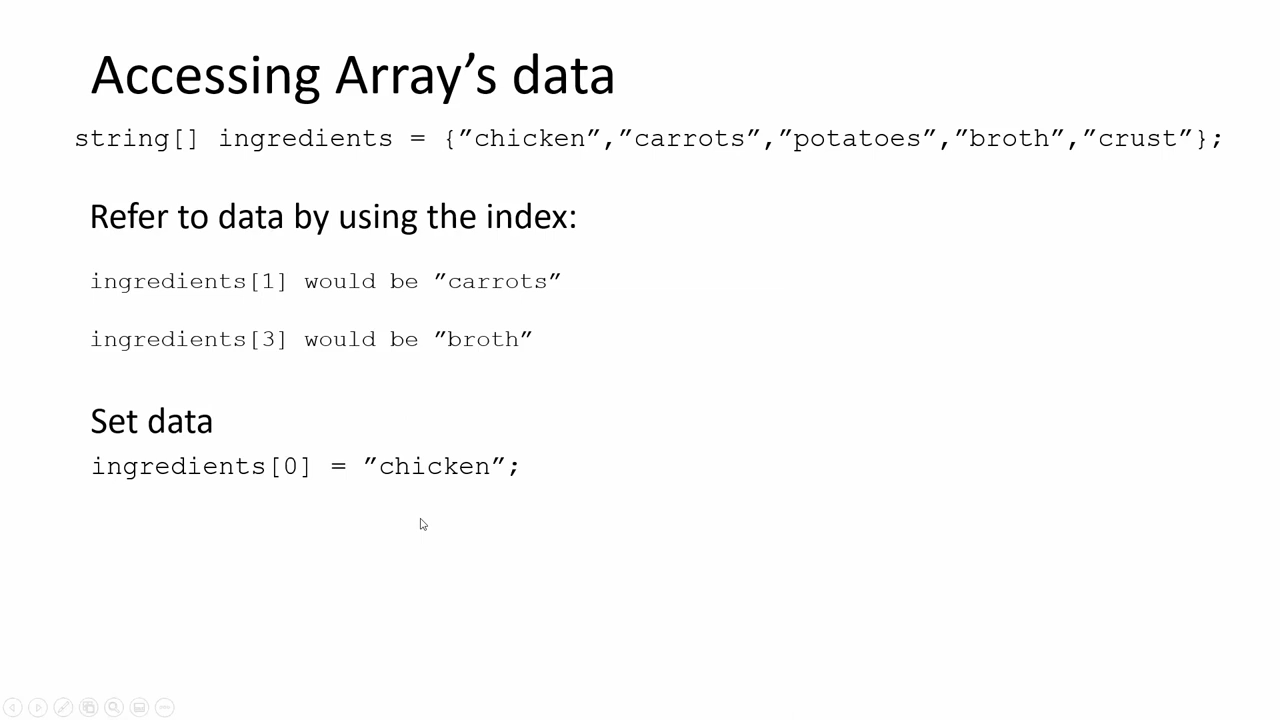 Accessing Array’s data
string[] ingredients = {”chicken”,”carrots”,”potatoes”,”broth”,”crust”};
Refer to data by using the index:
ingredients[1] would be ”carrots”
ingredients[3] would be ”broth”
Set data
ingredients[0] = ”chicken”;